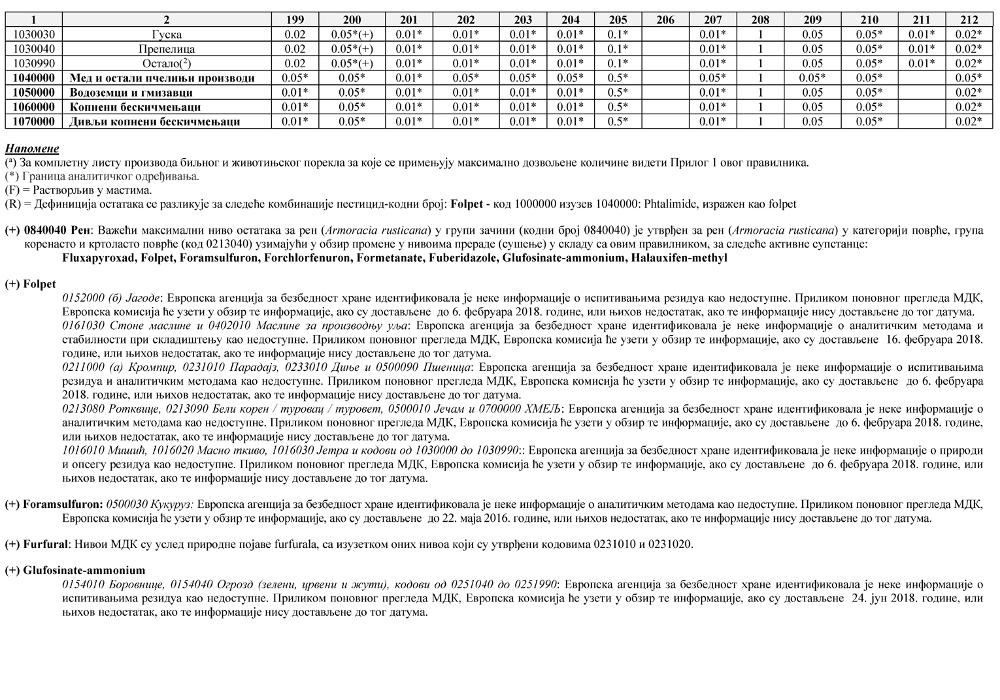 1 2 199 200 201 202 203 204 205 206 207 208 209 210 211 212
1030030 Гуска 0.02 0.05*(+) 0.01* 0.01* 0.01* 0.01* 0.1* 0.01* 1 0.05 0.05* 0.01* 0.02*
1030040 Препелица 0.02 0.05*(+) 0.01* 0.01* 0.01* 0.01* 0.1* 0.01* 1 0.05 0.05* 0.01* 0.02*
1030990 Остало(²) 0.02 0.05*(+) 0.01* 0.01* 0.01* 0.01* 0.1* 0.01* 1 0.05 0.05* 0.01* 0.02*
1040000 Мед и остали пчелињи производи 0.05* 0.05* 0.01* 0.05* 0.05* 0.05* 0.5* 0.05* 1 0.05* 0.05* 0.05*
1050000 Водоземци и гмизавци 0.01* 0.05* 0.01* 0.01* 0.01* 0.01* 0.5* 0.01* 1 0.05 0.05* 0.02*
1060000 Копнени бескичмењаци 0.01* 0.05* 0.01* 0.01* 0.01* 0.01* 0.5* 0.01* 1 0.05 0.05* 0.02*
1070000 Дивљи копнени бескичмењаци 0.01* 0.05* 0.01* 0.01* 0.01* 0.01* 0.5* 0.01* 1 0.05 0.05* 0.02*
Напомене
(ª) За комплетну листу производа биљног и животињског порекла за које се примењују максимално дозвољене количине видети Прилог 1 овог правилника.
(*) Граница аналитичког одређивања.
(F) = Растворљив у мастима.
(R) = Дефиниција остатака се разликује за следеће комбинације пестицид-кодни број: Folpet - код 1000000 изузев 1040000: Phtalimide, изражен као folpet
(+) 0840040 Рен: Важећи максимални ниво остатака за рен (Armoracia rusticana) у групи зачини (кодни број 0840040) је утврђен за рен (Armoracia rusticana) у категорији поврће, група
коренасто и кртоласто поврће (код 0213040) узимајући у обзир промене у нивоима прераде (сушење) у складу са овим правилником, за следеће активне супстанце:
Fluxapyroxad, Folpet, Foramsulfuron, Forchlorfenuron, Formetanate, Fuberidazole, Glufosinate-ammonium, Halauxifen-methyl
(+) Folpet
0152000 (б) Јагоде: Европска агенција за безбедност хране идентификовала је неке информације о испитивањима резидуа као недоступне. Приликом поновног прегледа МДК,
Европска комисија ће узети у обзир те информације, ако су достављене до 6. фебруара 2018. године, или њихов недостатак, ако те информације нису достављене до тог датума.
0161030 Стоне маслине и 0402010 Маслине за производњу уља: Европска агенција за безбедност хране идентификовала је неке информације о аналитичким методама и
стабилности при складиштењу као недоступне. Приликом поновног прегледа МДК, Европска комисија ће узети у обзир те информације, ако су достављене 16. фебруара 2018.
године, или њихов недостатак, ако те информације нису достављене до тог датума.
0211000 (а) Кромпир, 0231010 Парадајз, 0233010 Диње и 0500090 Пшеница: Европска агенција за безбедност хране идентификовала је неке информације о испитивањима
резидуа и аналитичким методама као недоступне. Приликом поновног прегледа МДК, Европска комисија ће узети у обзир те информације, ако су достављене до 6. фебруара
2018. године, или њихов недостатак, ако те информације нису достављене до тог датума.
0213080 Ротквице, 0213090 Бели корен / туровац / туровет, 0500010 Јечам и 0700000 ХМЕЉ: Европска агенција за безбедност хране идентификовала је неке информације о
аналитичким методама као недоступне. Приликом поновног прегледа МДК, Европска комисија ће узети у обзир те информације, ако су достављене до 6. фебруара 2018. године,
или њихов недостатак, ако те информације нису достављене до тог датума.
1016010 Мишић, 1016020 Масно ткиво, 1016030 Јетра и кодови од 1030000 до 1030990:: Европска агенција за безбедност хране идентификовала је неке информације о природи
и опсегу резидуа као недоступне. Приликом поновног прегледа МДК, Европска комисија ће узети у обзир те информације, ако су достављене до 6. фебруара 2018. године, или
њихов недостатак, ако те информације нису достављене до тог датума.
(+) Foramsulfuron: 0500030 Кукуруз: Европска агенција за безбедност хране идентификовала је неке информације о аналитичким методама као недоступне. Приликом поновног прегледа МДК,
Европска комисија ће узети у обзир те информације, ако су достављене до 22. маја 2016. године, или њихов недостатак, ако те информације нису достављене до тог датума.
(+) Furfural: Нивои МДК су услед природне појаве furfurala, са изузетком оних нивоа који су утврђени кодовима 0231010 и 0231020.
(+) Glufosinate-ammonium
0154010 Боровнице, 0154040 Огрозд (зелени, црвени и жути), кодови од 0251040 до 0251990: Европска агенција за безбедност хране идентификовала је неке информације о
испитивањима резидуа као недоступне. Приликом поновног прегледа МДК, Европска комисија ће узети у обзир те информације, ако су достављене 24. јун 2018. године, или
њихов недостатак, ако те информације нису достављене до тог датума.